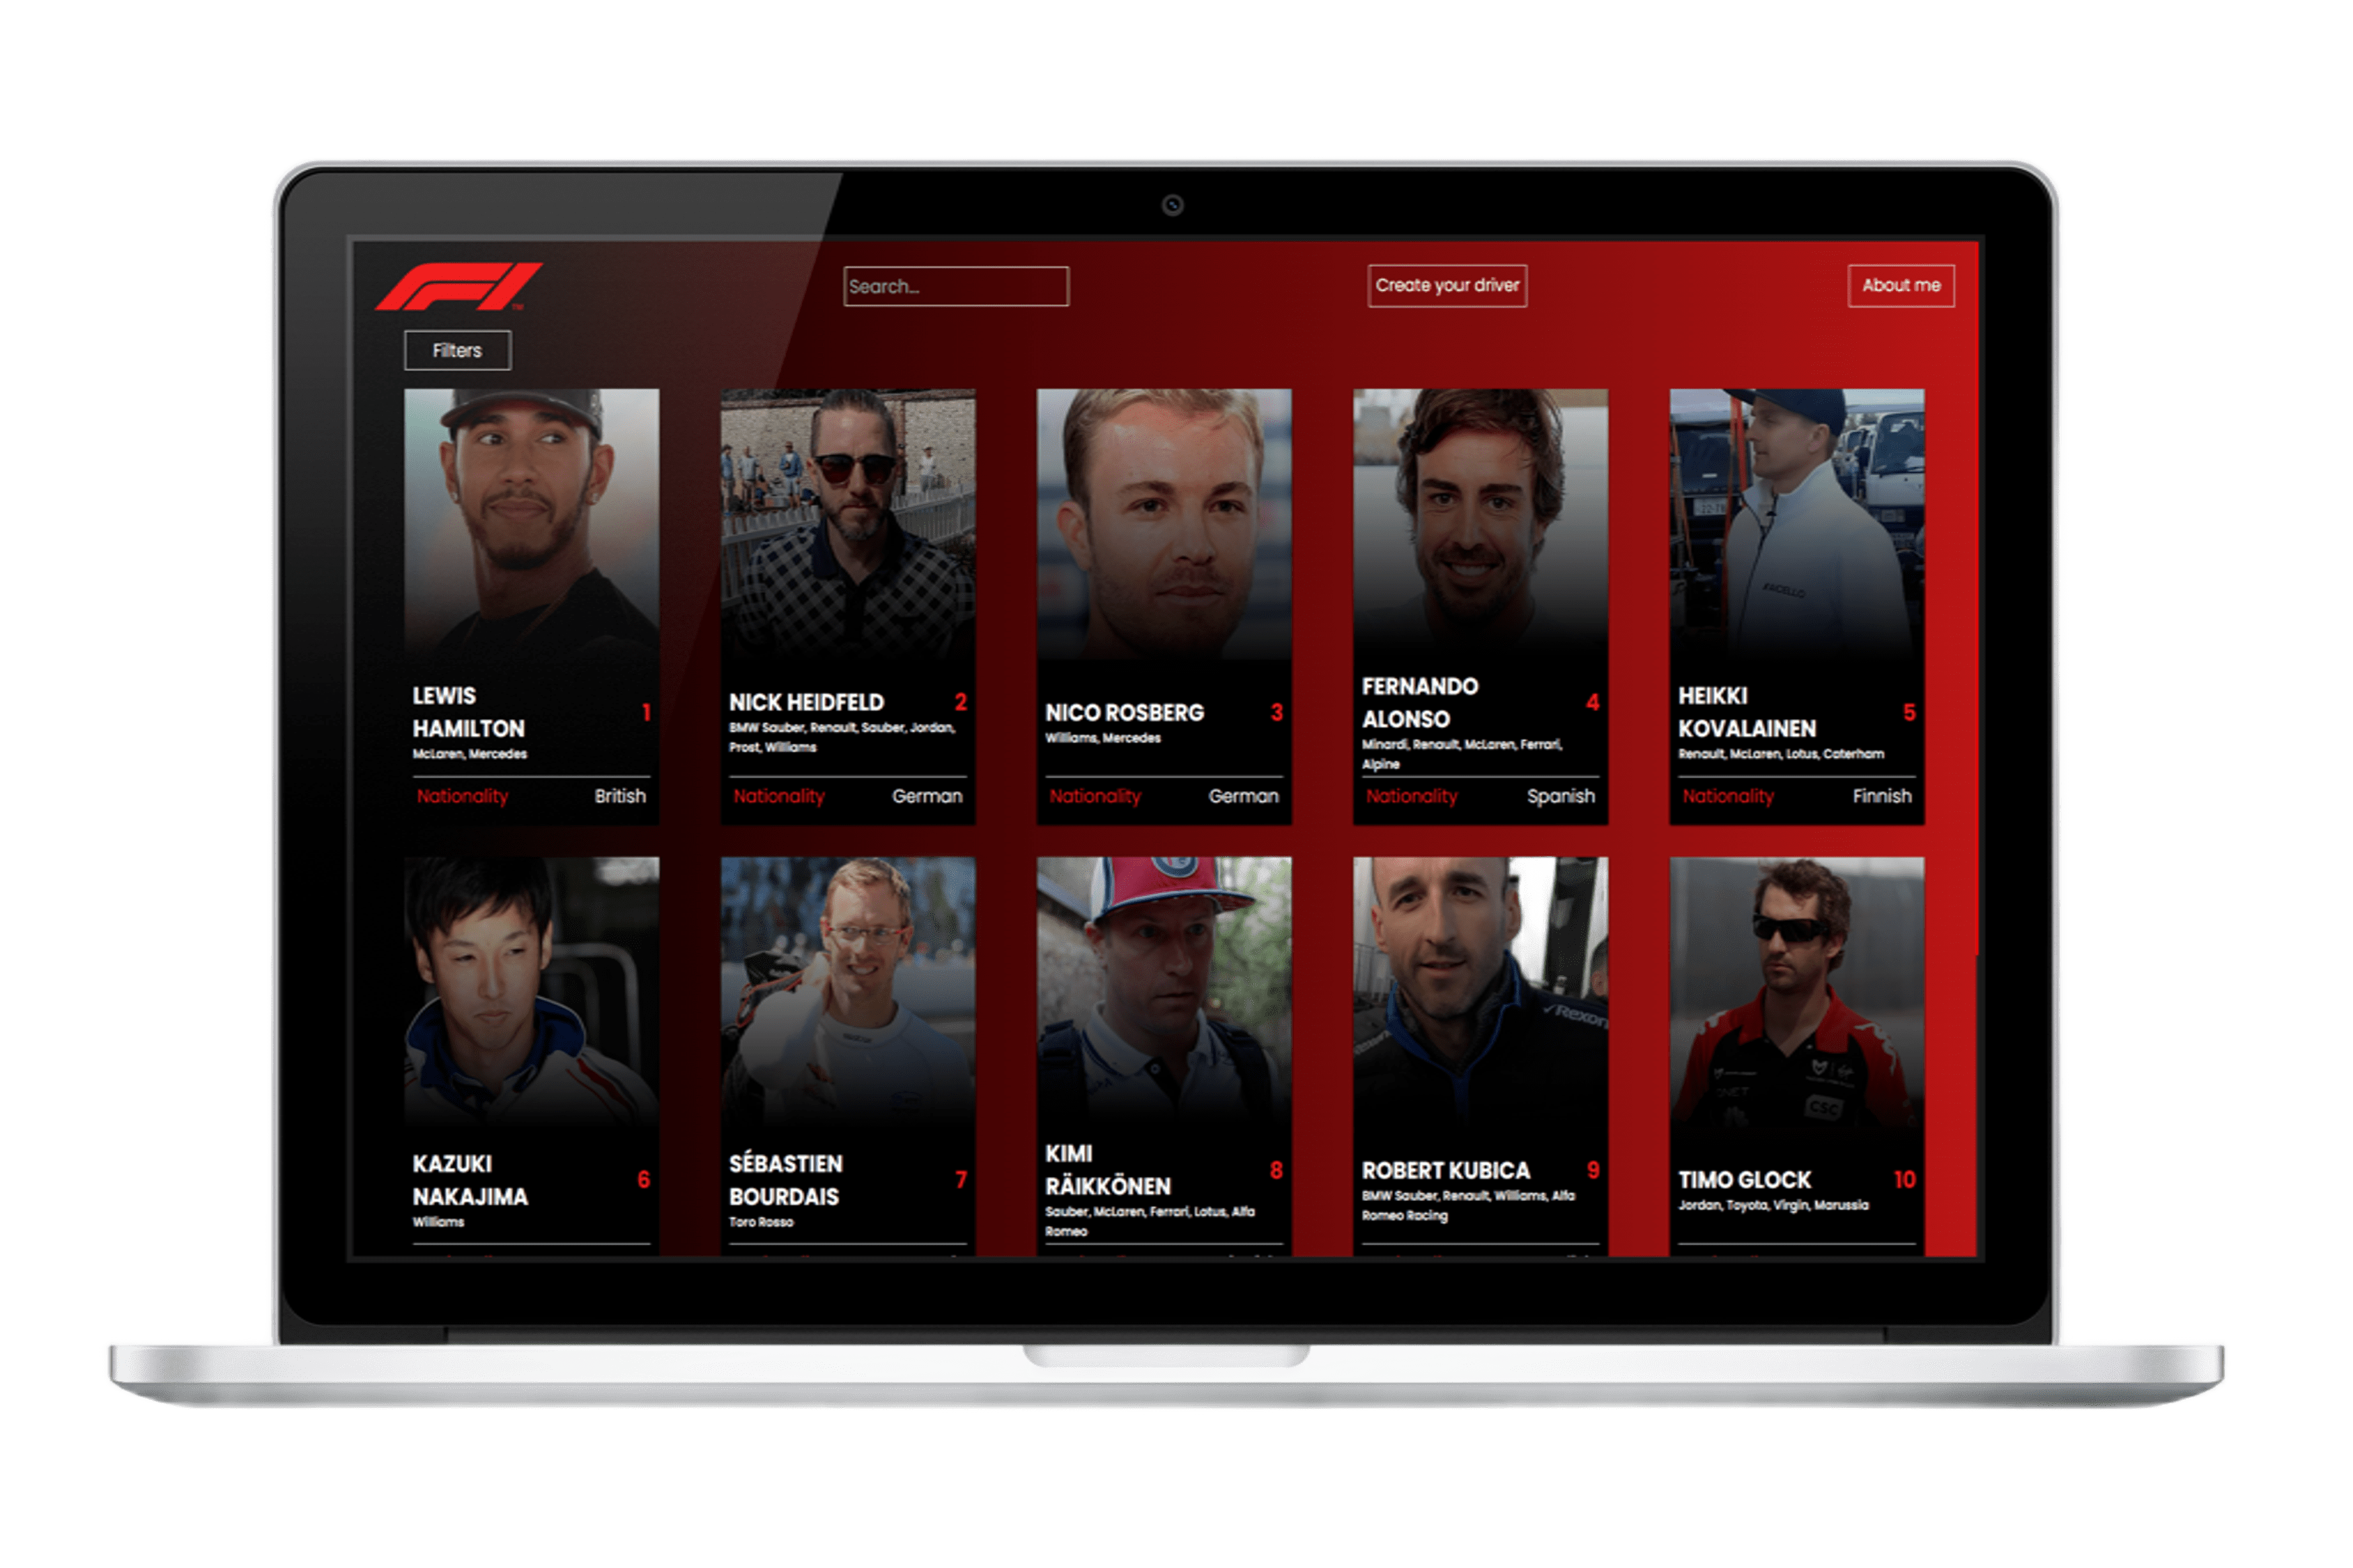 F1
TM
Search...
Create your driver
About me
Filters
LEWIS
HAMILTON
1
McLaren, Mercedes
Nationality British
NICK HEIDFELD 2
BMW Sauber, Renault, Sauber, Jordan,
Prost, Williams
Nationality German
NICO ROSBERG 3
Williams, Mercedes
Nationality German
FERNANDO
ALONSO
4
Minardi, Renault, McLaren, Ferrari,
Alpine
Nationality Spanish
HEIKKI
KOVALAINEN
5
Renault, McLaren, Lotus, Caterham
Nationality Finnish
KAZUKI
NAKAJIMA
6
Williams
SÉBASTIEN
BOURDAIS
7
Toro Rosso
KIMI
RÄIKKÖNEN
8
Sauber, McLaren, Ferrari, Lotus, Alfa
Romeo
Rexon
ROBERT KUBICA 9
BMW Sauber, Renault, Williams, Alfa
Romeo Racing
CSC
TIMO GLOCK 10
Jordan, Toyota, Virgin, Marussia